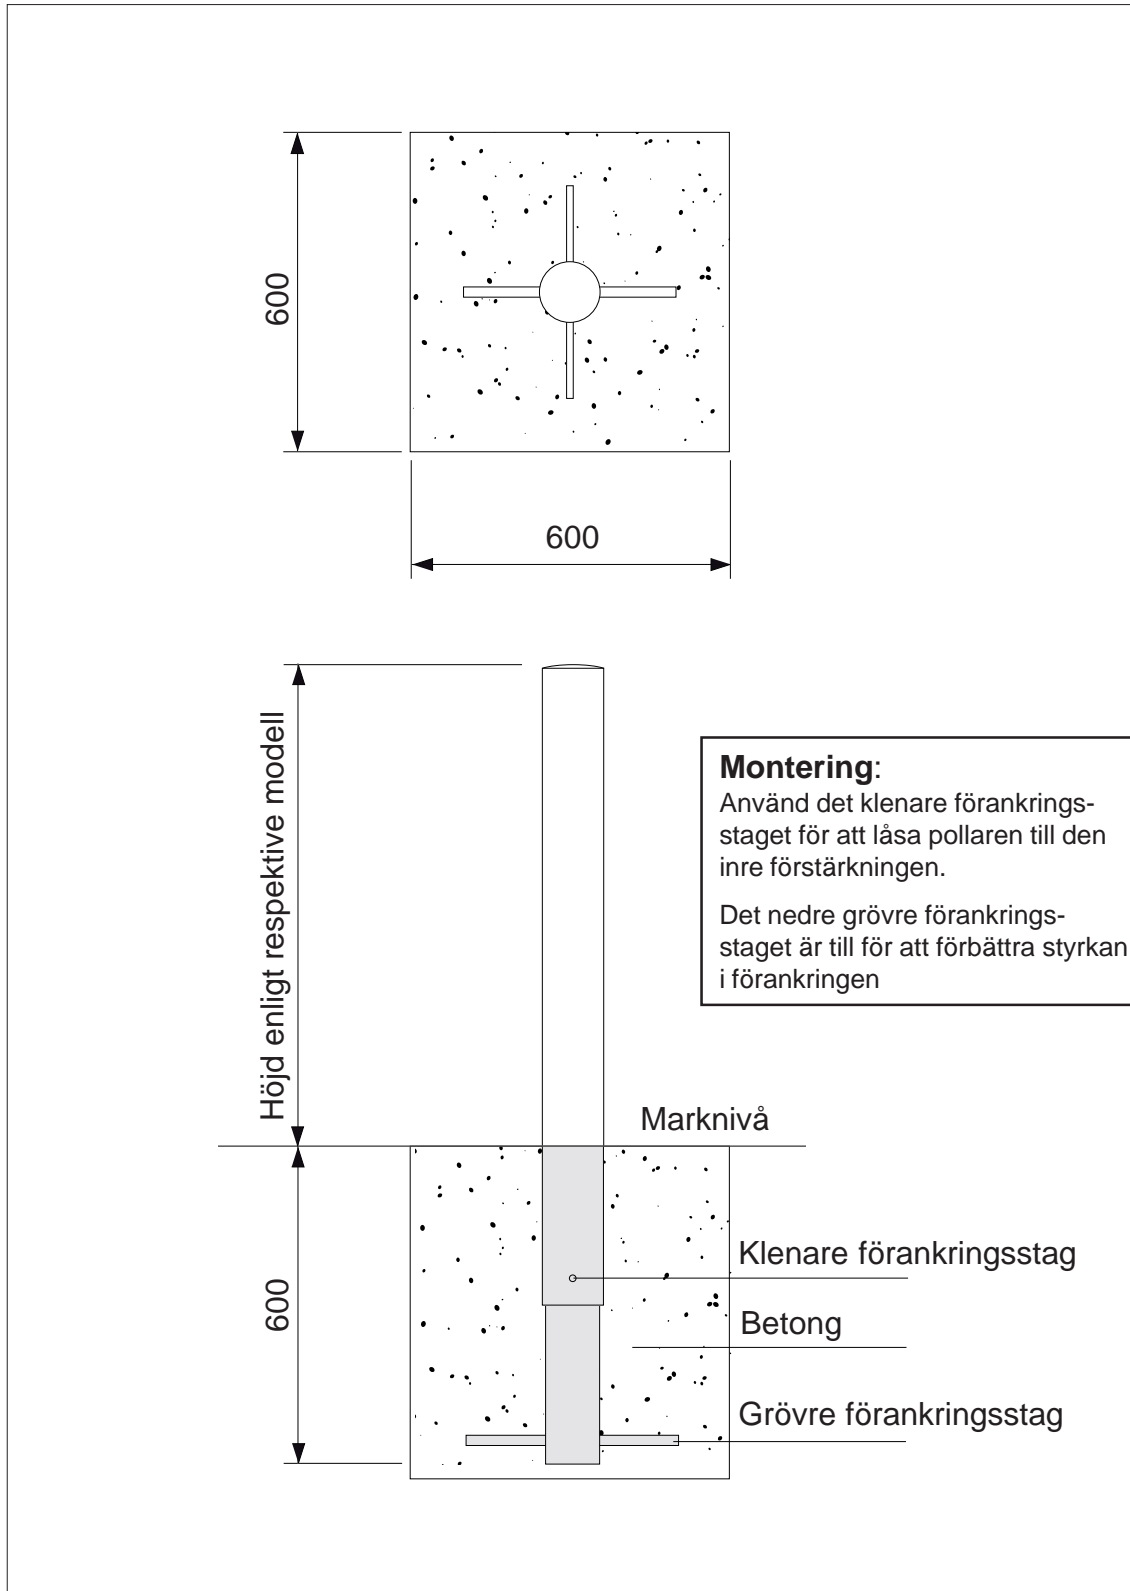 600
600
Höjd enligt respektive modell
Montering:
Använd det klenare förankrings-
staget för att låsa pollaren till den
inre förstärkningen.
Det nedre grövre förankrings-
staget är till för att förbättra styrkan
i förankringen
Marknivå
600
Klenare förankringsstag
Betong
Grövre förankringsstag